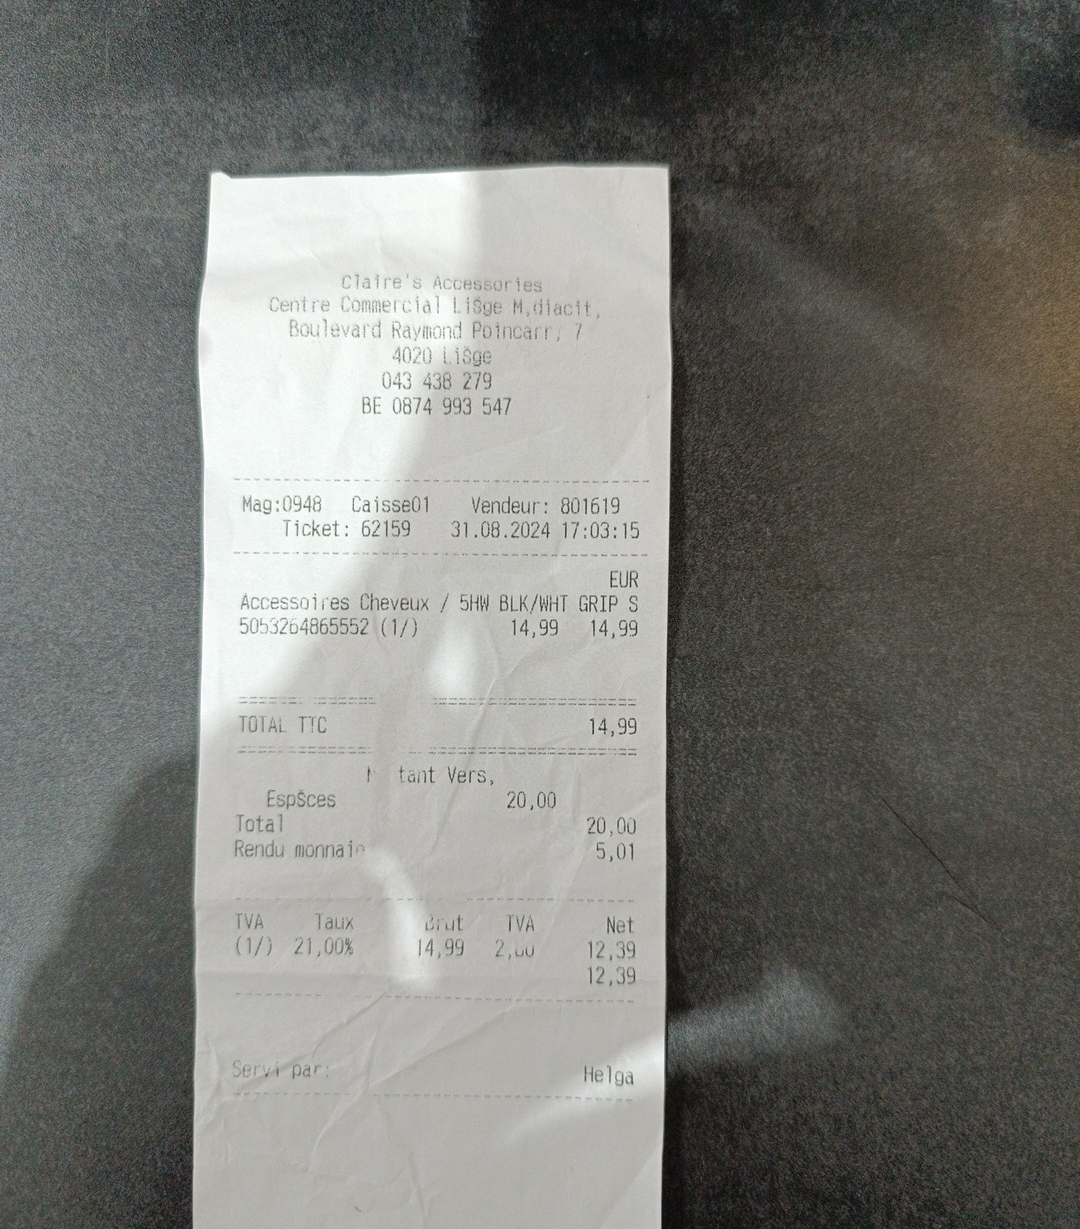 Claire's Accessories
Centre Commercial LiŠge M,diacit,
Boulevard Raymond Poincarr, 7
4020 LiŠge
043 438 279
BE 0874 993 547
Mag:0948 Caisse01 Vendeur: 801619
Ticket: 62159 31.08.2024 17:03:15
EUR
Accessoires Cheveux / 5HW BLK/WHT GRIP S
5053264865552 (1/) 14,99 14,99
TOTAL TTC 14,99
tant Vers,
EspŠces 20,00
Total 20,00
Rendu monnaie 5,01
TVA Taux Brut TVA Net
(1/) 21,00% 14,99 2,60 12,39
12,39
Servi par: Helga